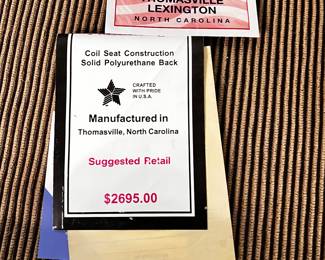 THOMASVILLE
LEXINGTON
NORTH CAROLINA
Coil Seat Construction
Solid Polyurethane Back
CRAFTED
WITH PRIDE
IN U.S.A.
Manufactured in
Thomasville, North Carolina
Suggested Retail
$2695.00